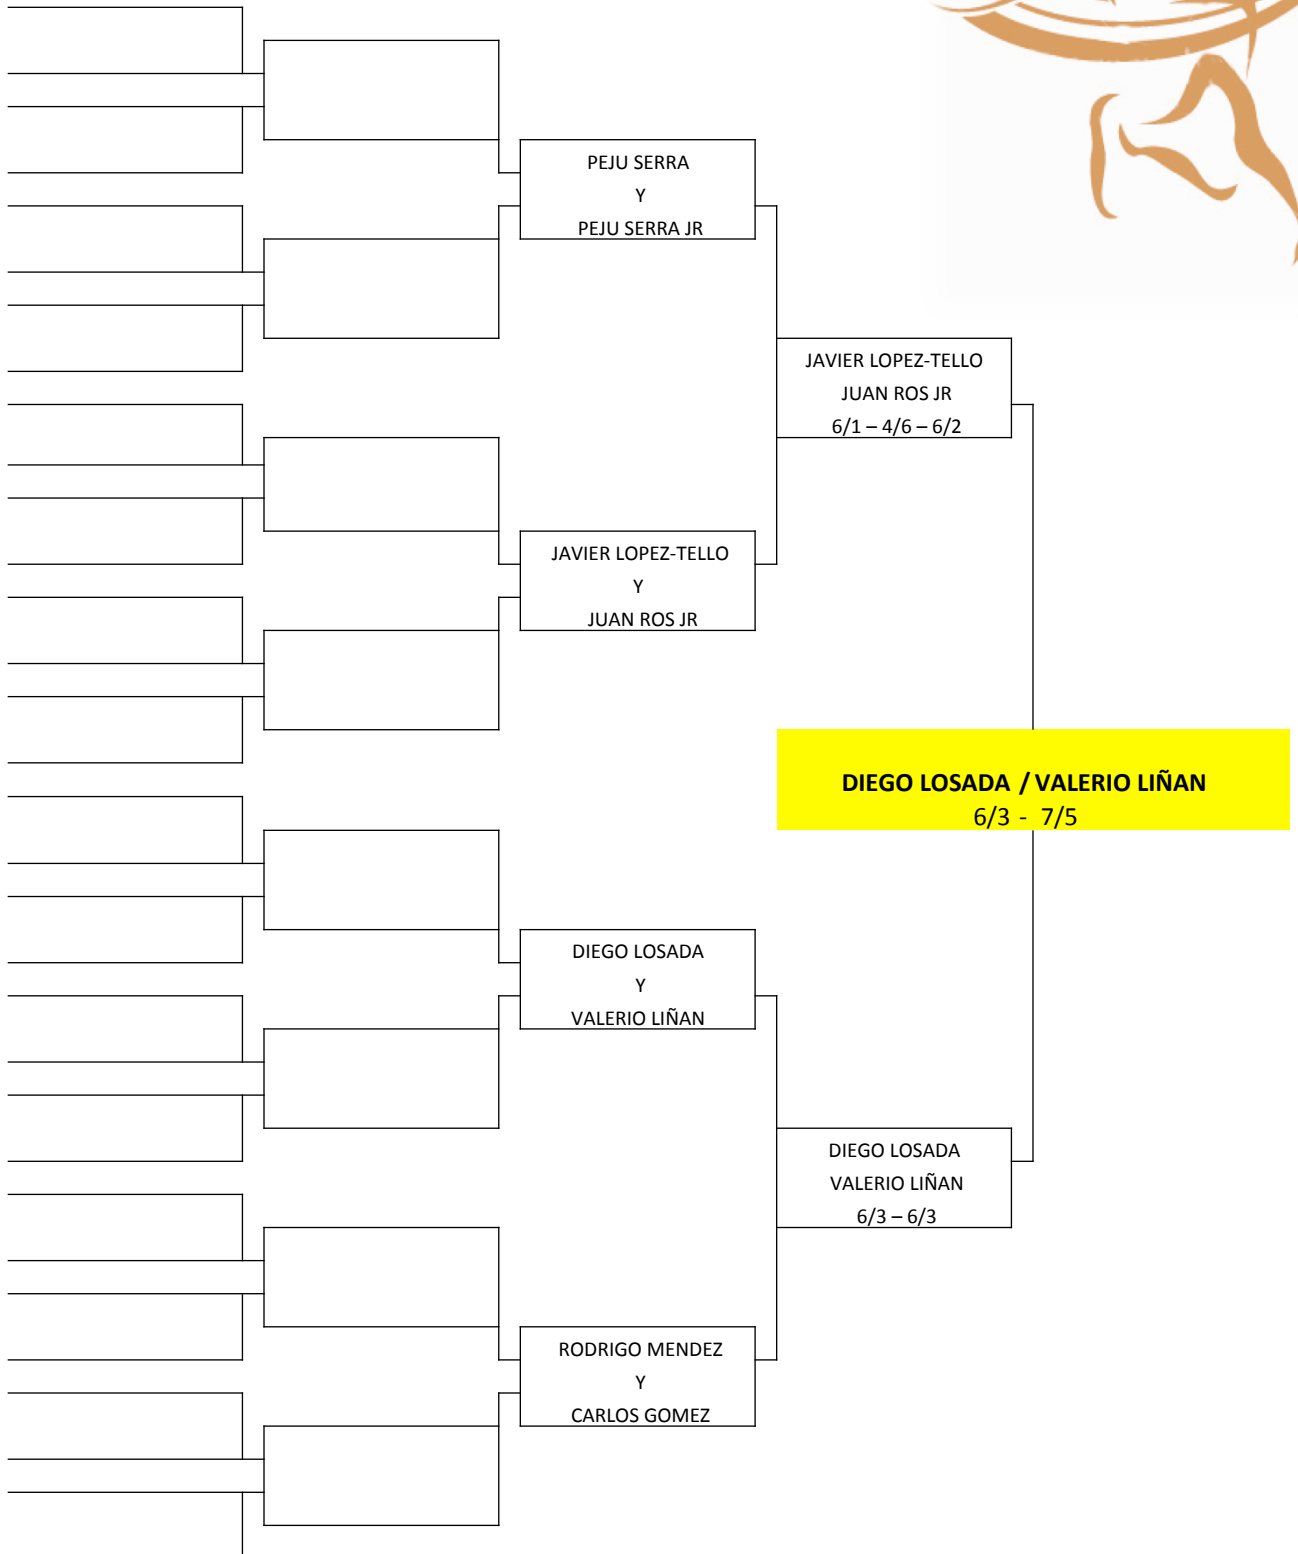 PEJU SERRA
Y
PEJU SERRA JR
JAVIER LOPEZ-TELLO
JUAN ROS JR
6/1 – 4/6 – 6/2
JAVIER LOPEZ-TELLO
Y
JUAN ROS JR
DIEGO LOSADA / VALERIO LIÑAN
6/3 - 7/5
DIEGO LOSADA
Y
VALERIO LIÑAN
DIEGO LOSADA
VALERIO LIÑAN
6/3 – 6/3
RODRIGO MENDEZ
Y
CARLOS GOMEZ